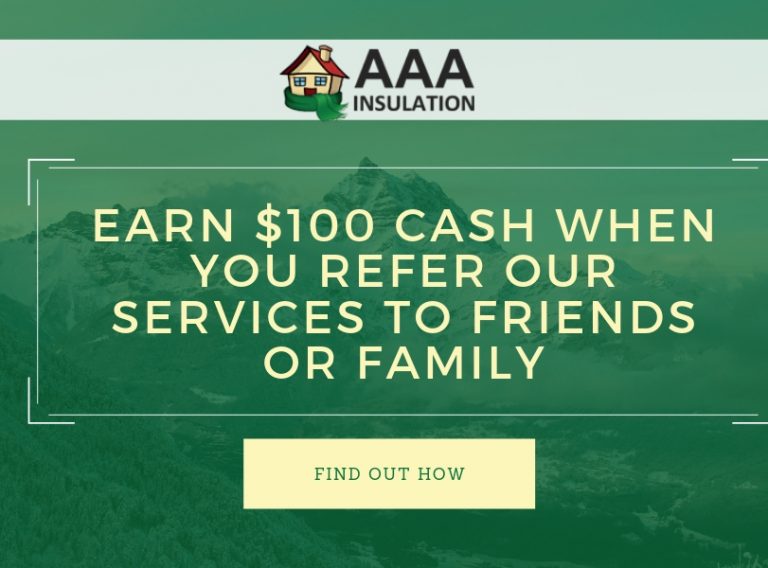 AAA
INSULATION
EARN $100 CASH WHEN
YOU REFER OUR
SERVICES TO FRIENDS
OR FAMILY
FIND OUT HOW